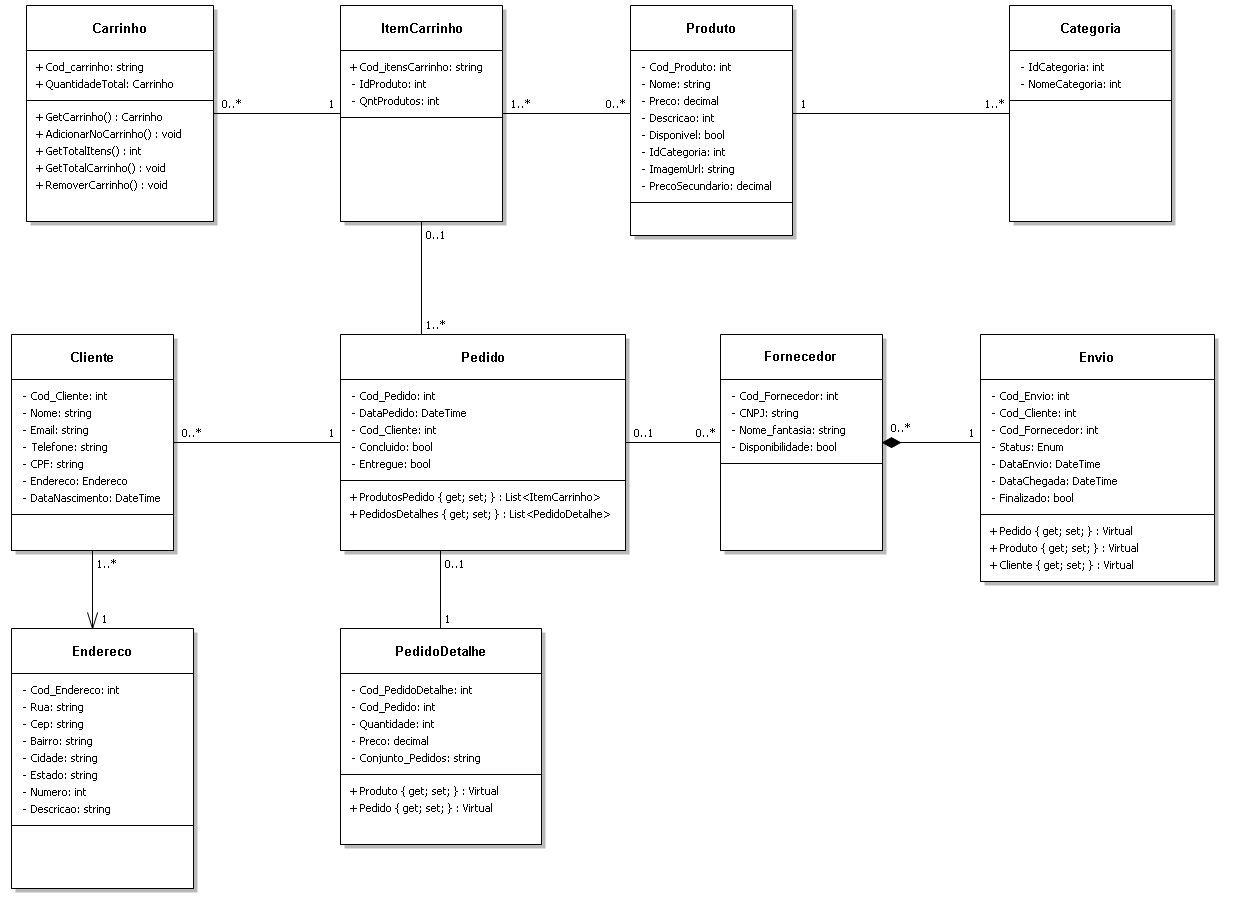 Carrinho
+ Cod_carrinho: string
+ QuantidadeTotal: Carrinho
+ GetCarrinho() : Carrinho
+ AdicionarNoCarrinho() : void
+ GetTotalItens() : int
+ GetTotalCarrinho() : void
+ RemoverCarrinho() : void
0..*
1
ItemCarrinho
+ Cod_itensCarrinho: string
- IdProduto: int
- QntProdutos: int
1..*
0..*
Produto
- Cod_Produto: int
- Nome: string
- Preco: decimal
- Descricao: int
- Disponivel: bool
- IdCategoria: int
- ImagemUrl: string
- PrecoSecundario: decimal
1
1..*
Categoria
- IdCategoria: int
- NomeCategoria: int
0..1
1..*
Cliente
- Cod_Cliente: int
- Nome: string
- Email: string
- Telefone: string
- CPF: string
- Endereco: Endereco
- DataNascimento: DateTime
0..*
1
Pedido
- Cod_Pedido: int
- DataPedido: DateTime
- Cod_Cliente: int
- Concluido: bool
- Entregue: bool
+ ProdutosPedido { get; set; } : List<ItemCarrinho>
+ PedidosDetalhes { get; set; } : List<PedidoDetalhe>
0..1
0..*
Fornecedor
- Cod_Fornecedor: int
- CNPJ: string
- Nome_fantasia: string
- Disponibilidade: bool
0..*
1
Envio
- Cod_Envio: int
- Cod_Cliente: int
- Cod_Fornecedor: int
- Status: Enum
- DataEnvio: DateTime
- DataChegada: DateTime
- Finalizado: bool
+ Pedido { get; set; } : Virtual
+ Produto { get; set; } : Virtual
+ Cliente { get; set; } : Virtual
1..*
1
0..1
1
Endereco
- Cod_Endereco: int
- Rua: string
- Cep: string
- Bairro: string
- Cidade: string
- Estado: string
- Numero: int
- Descricao: string
PedidoDetalhe
- Cod_PedidoDetalhe: int
- Cod_Pedido: int
- Quantidade: int
- Preco: decimal
- Conjunto_Pedidos: string
+ Produto { get; set; } : Virtual
+ Pedido { get; set; } : Virtual